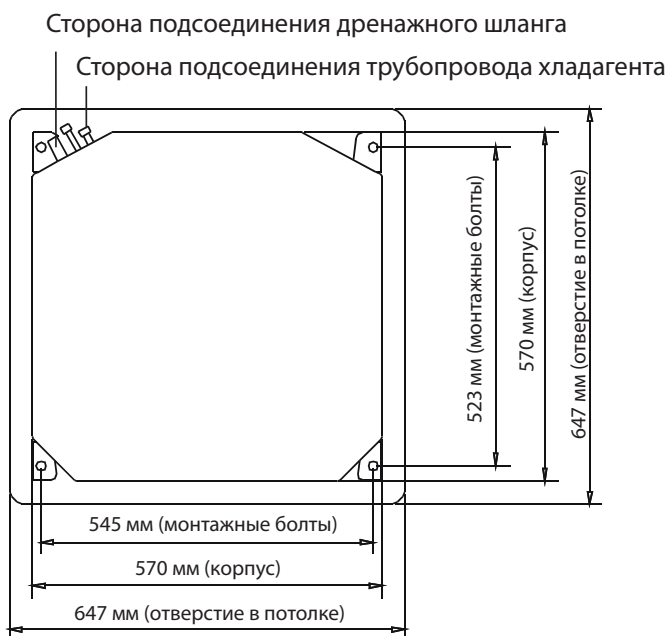 Сторона подсоединения дренажного шланга
Сторона подсоединения трубопровода хладагента
523 мм (монтажные болты)
570 мм (корпус)
647 мм (отверстие в потолке)
545 мм (монтажные болты)
570 мм (корпус)
647 мм (отверстие в потолке)